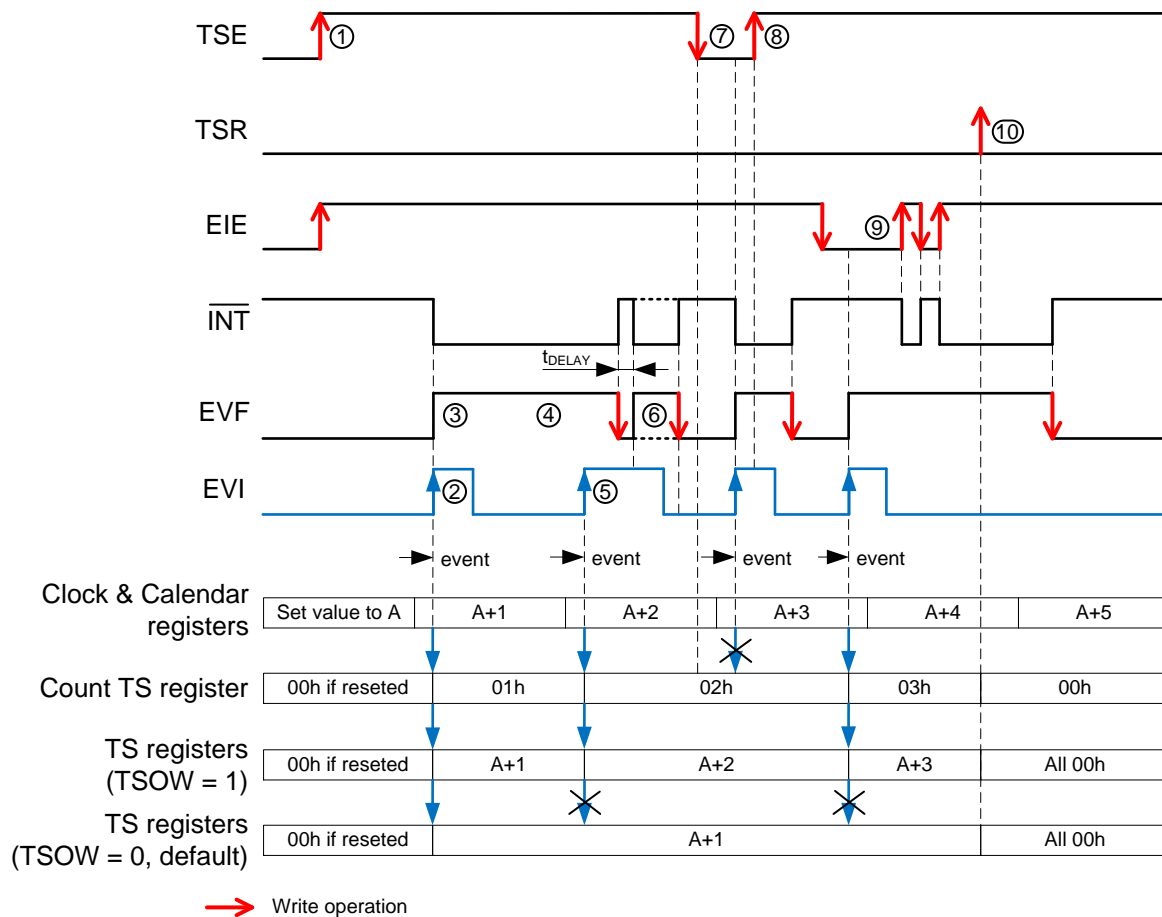 TSE
① ⑦ ⑧
TSR
⑩
EIE
⑨
INT
tDELAY
EVF
③ ④ ⑥
EVI
② ⑤
event event event event
Clock & Calendar
registers
Set value to A A+1 A+2 A+3 A+4 A+5
Count TS register
00h if reseted 01h 02h 03h 00h
TS registers
(TSOW = 1)
00h if reseted A+1 A+2 A+3 All 00h
TS registers
(TSOW = 0, default)
00h if reseted A+1 All 00h
Write operation